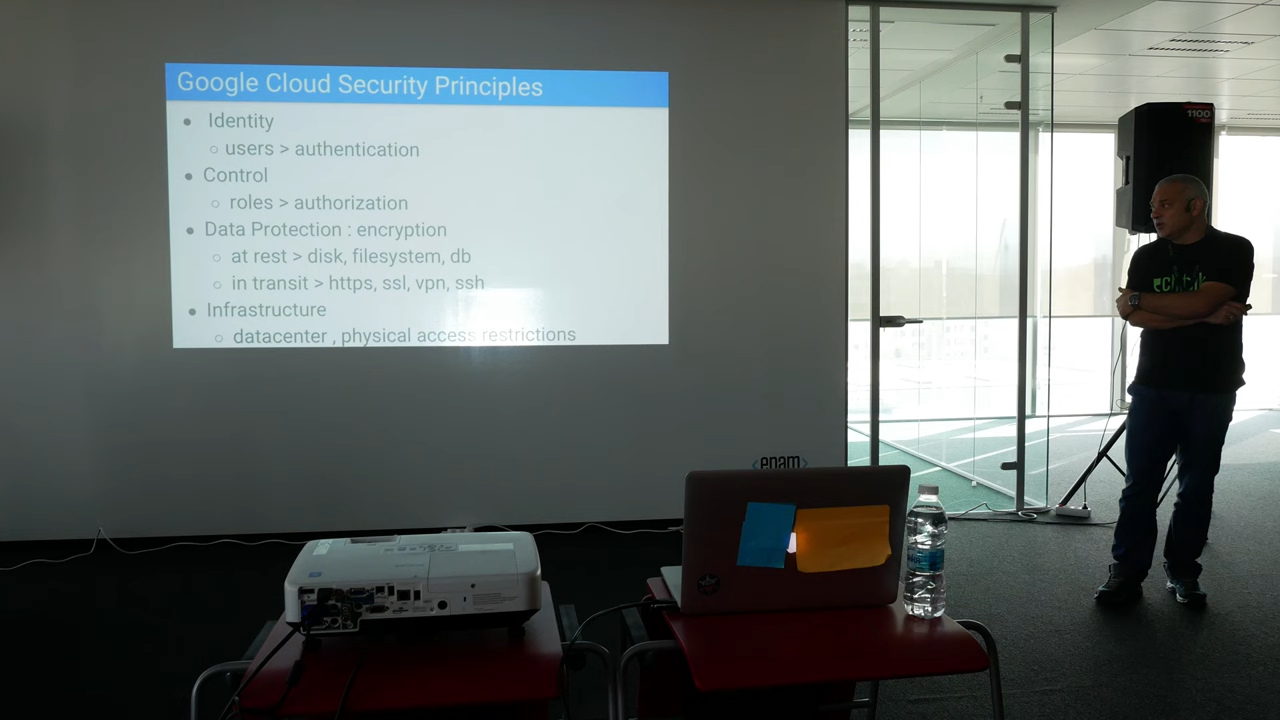 Google Cloud Security Principles
Identity
users > authentication
Control
roles > authorization
Data Protection : encryption
at rest > disk, filesystem, db
in transit > https, ssl, vpn, ssh
Infrastructure
datacenter , physical access restrictions
1100
<epam>